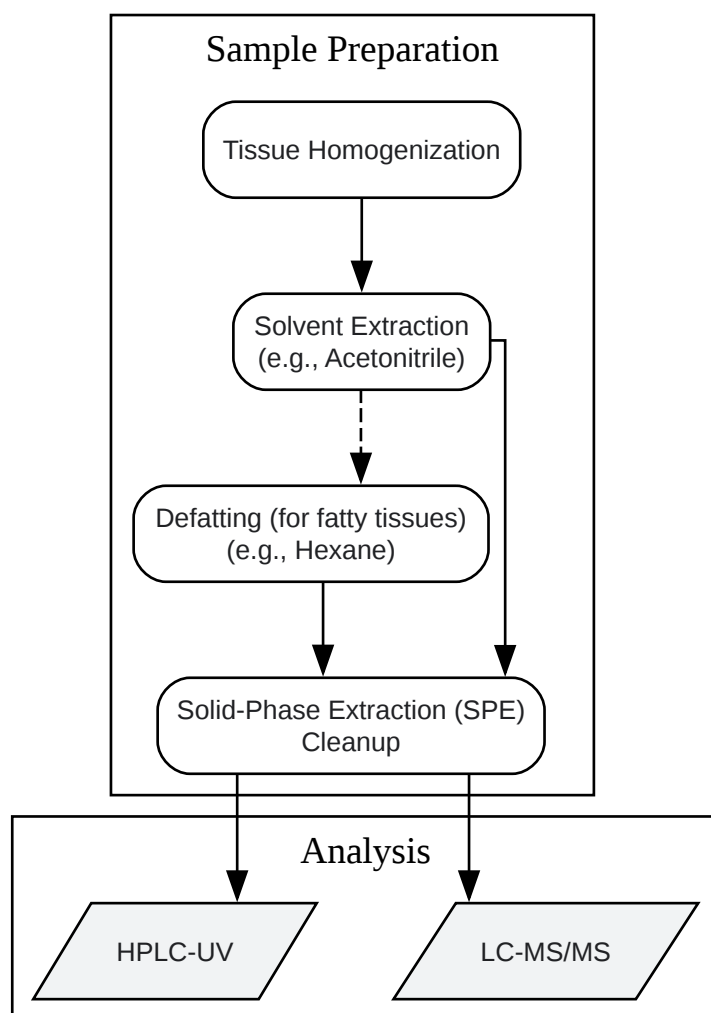 Sample Preparation
Tissue Homogenization
Solvent Extraction
(e.g., Acetonitrile)
Defatting (for fatty tissues)
(e.g., Hexane)
Solid-Phase Extraction (SPE)
Cleanup
Analysis
HPLC-UV
LC-MS/MS